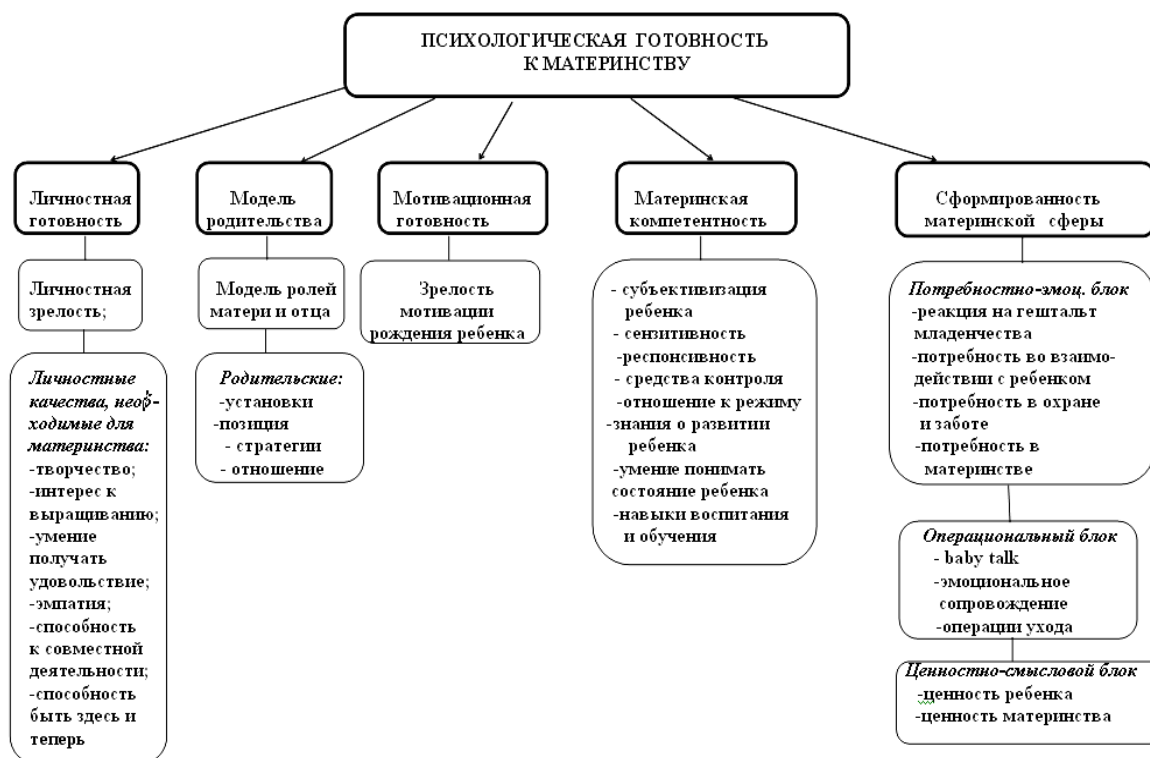 ПСИХОЛОГИЧЕСКАЯ ГОТОВНОСТЬ
К МАТЕРИНСТВУ
Личностная
готовность
Личностная
зрелость;
Личностные
качества, необ-
ходимые для
материнства:
-творчество;
-интерес к
выращиванию;
-умение
получать
удовольствие;
-эмпатия;
-способность
к совместной
деятельности;
-способность
быть здесь и
теперь
Модель
родительства
Модель ролей
матери и отца
Родительские:
-установки
-позиция
- стратегии
- отношение
Мотивационная
готовность
Зрелость
мотивации
рождения ребенка
Материнская
компетентность
- субъективизация
ребенка
- сензитивность
-респонсивность
- средства контроля
-отношение к режиму
-знания о развитии
ребенка
-умение понимать
состояние ребенка
-навыки воспитания
и обучения
Сформированность
материнской сферы
Потребностно-эмоц. блок
-реакция на гештальт
младенчества
-потребность во взаимо-
действии с ребенком
-потребность в охране
и заботе
-потребность в
материнстве
Операциональный блок
- baby talk
-эмоциональное
сопровождение
-операции ухода
Ценностно-смысловой блок
-ценность ребенка
-ценность материнства